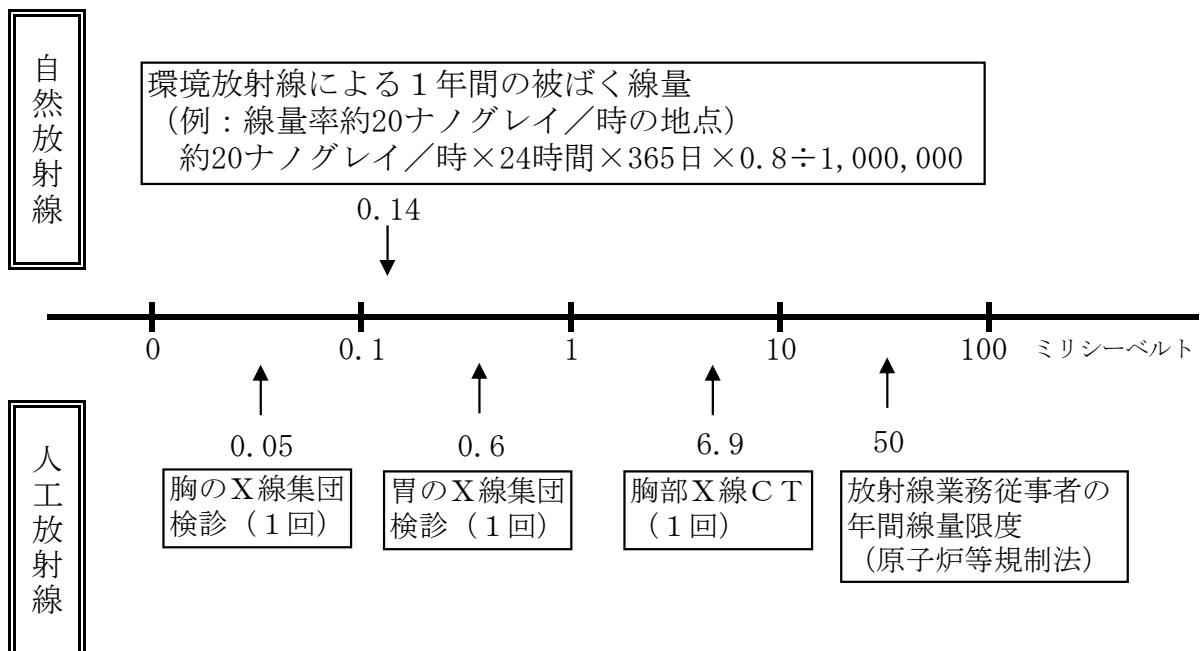 自然放射線
環境放射線による１年間の被ばく線量
（例：線量率約20ナノグレイ／時の地点）
約20ナノグレイ／時×24時間×365日×0.8÷1,000,000
0.14
0 0.1 1 10 100 ミリシーベルト
人工放射線
0.05
胸のＸ線集団
検診（１回）
0.6
胃のＸ線集団
検診（１回）
6.9
胸部Ｘ線ＣＴ
（１回）
50
放射線業務従事者の
年間線量限度
（原子炉等規制法）